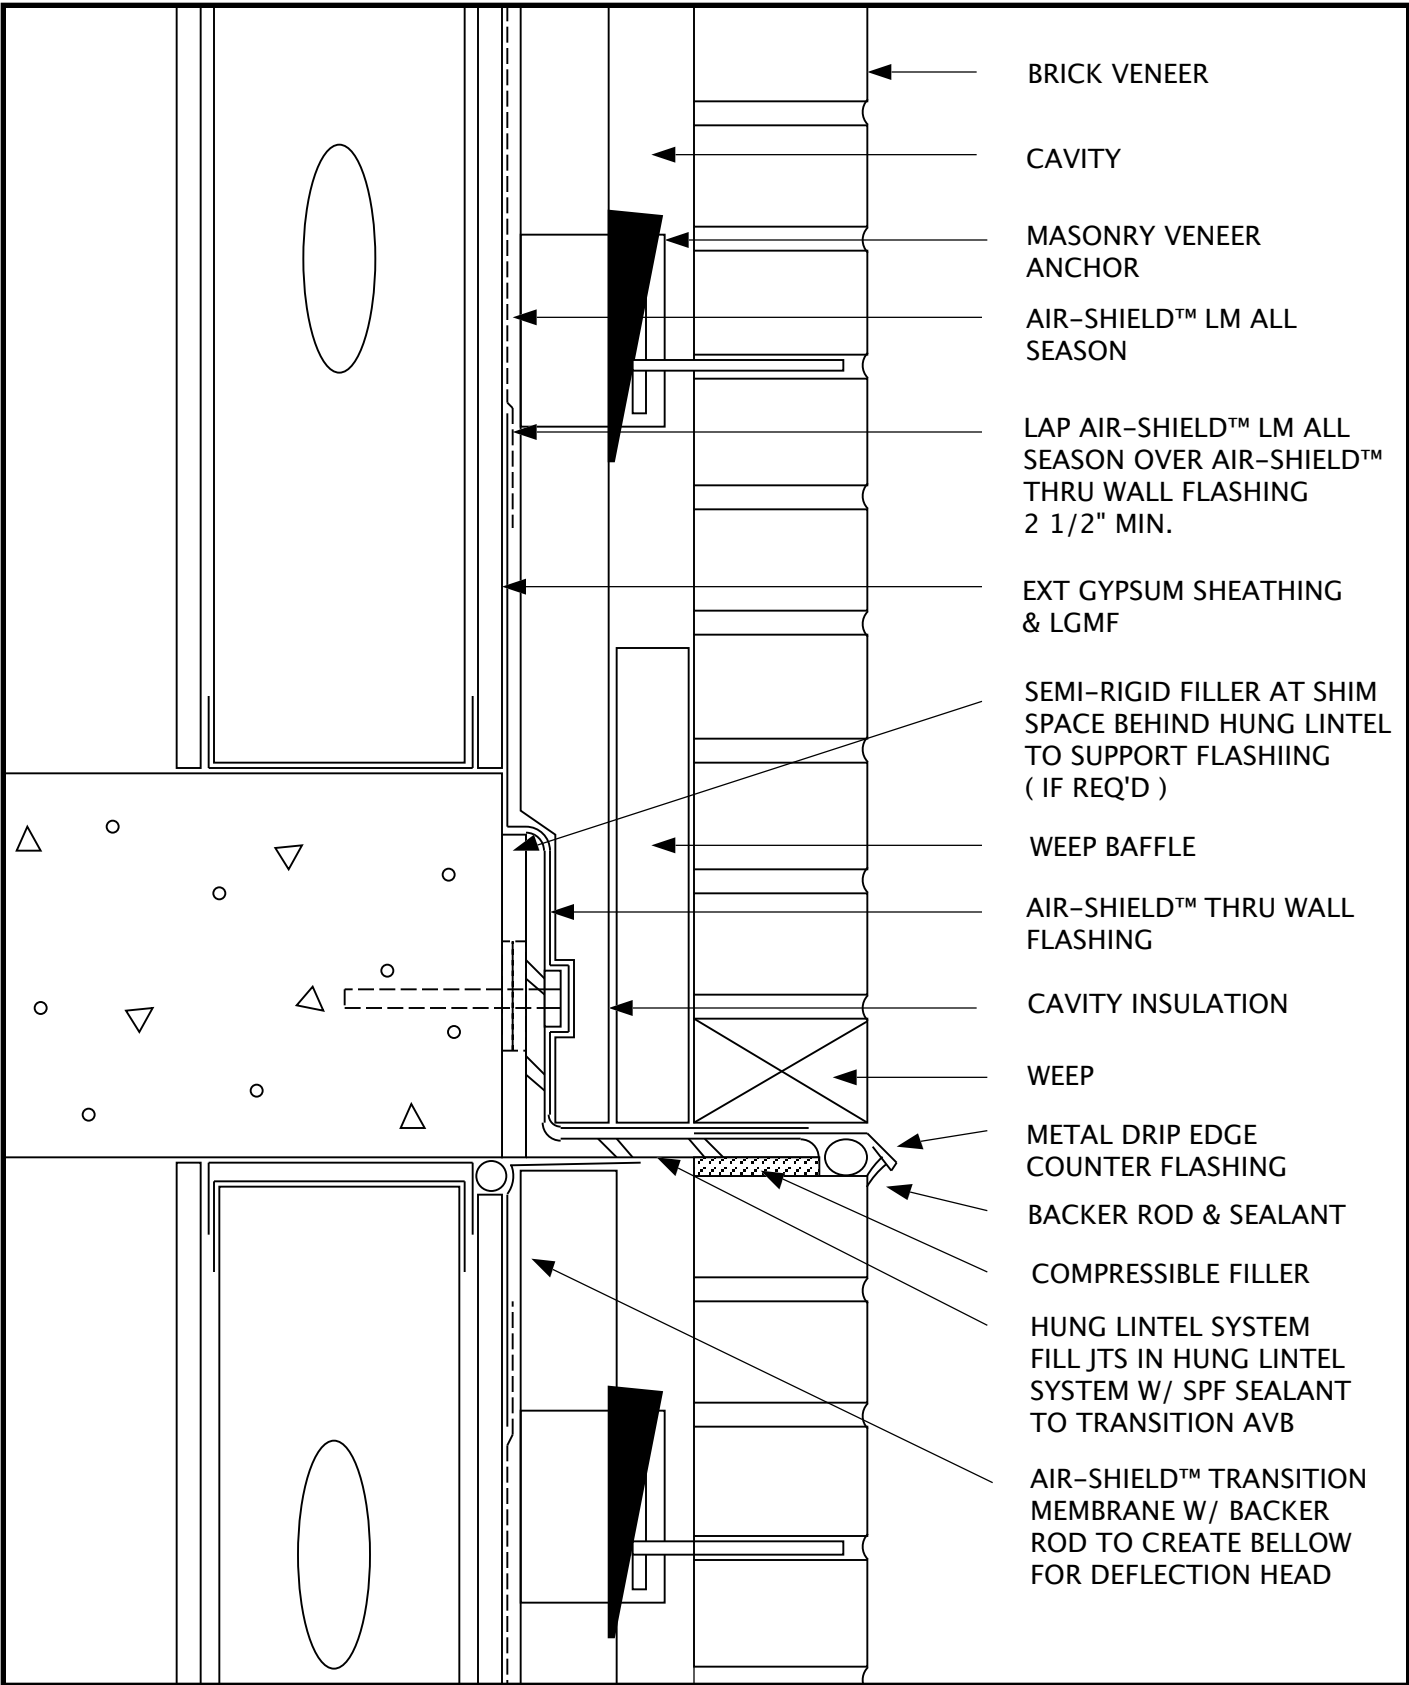 BRICK VENEER
CAVITY
MASONRY VENEER
ANCHOR
AIR–SHIELD™ LM ALL
SEASON
LAP AIR–SHIELD™ LM ALL
SEASON OVER AIR–SHIELD™
THRU WALL FLASHING
2 1/2" MIN.
EXT GYPSUM SHEATHING
& LGMF
SEMI–RIGID FILLER AT SHIM
SPACE BEHIND HUNG LINTEL
TO SUPPORT FLASHIING
( IF REQ'D )
WEEP BAFFLE
AIR–SHIELD™ THRU WALL
FLASHING
CAVITY INSULATION
WEEP
METAL DRIP EDGE
COUNTER FLASHING
BACKER ROD & SEALANT
COMPRESSIBLE FILLER
HUNG LINTEL SYSTEM
FILL JTS IN HUNG LINTEL
SYSTEM W/ SPF SEALANT
TO TRANSITION AVB
AIR–SHIELD™ TRANSITION
MEMBRANE W/ BACKER
ROD TO CREATE BELLOW
FOR DEFLECTION HEAD